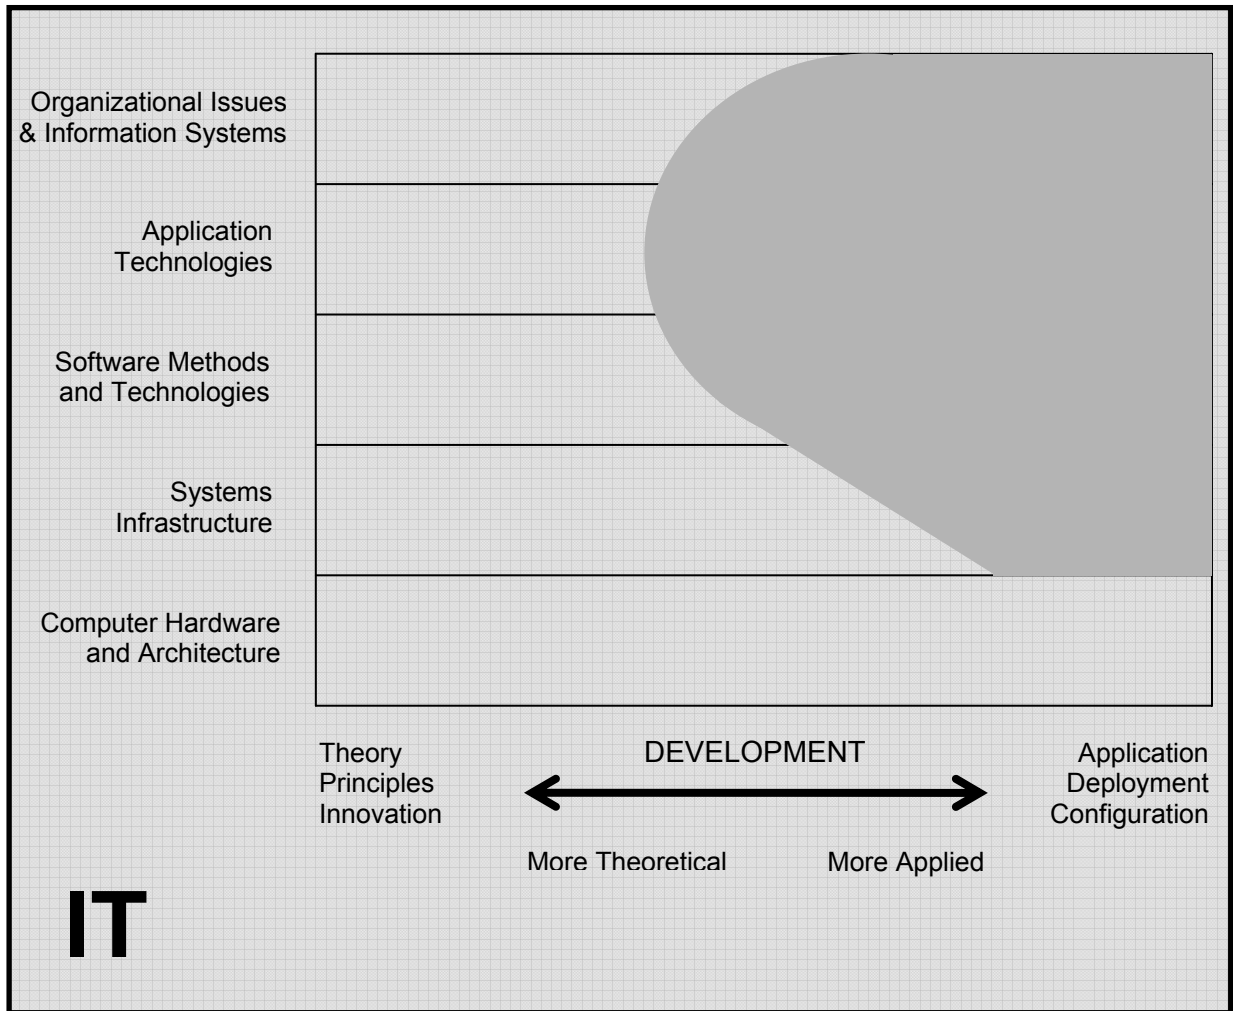 Organizational Issues
& Information Systems
Application
Technologies
Software Methods
and Technologies
Systems
Infrastructure
Computer Hardware
and Architecture
Theory
Principles
Innovation
DEVELOPMENT
Application
Deployment
Configuration
More Theoretical
More Applied
IT